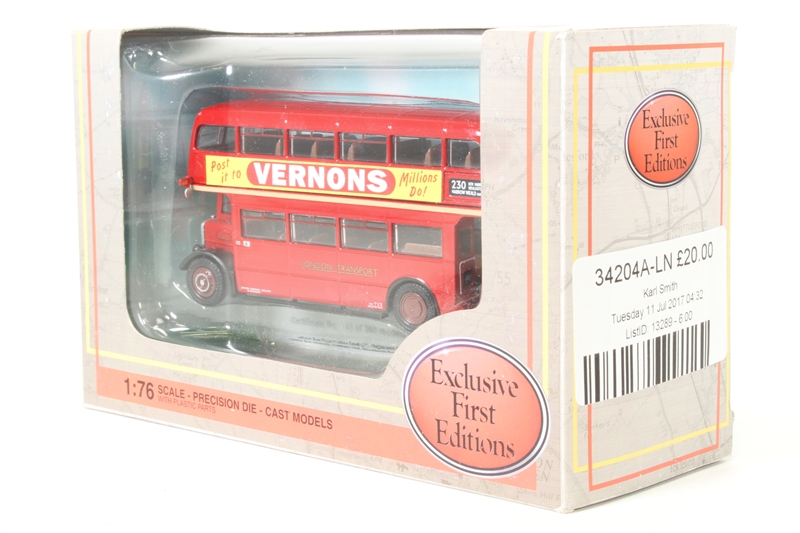 Post
it to
VERNONS
Millions
Do!
230
LONDON TRANSPORT
1:76 SCALE - PRECISION DIE - CAST MODELS
WITH PLASTIC PARTS
Exclusive
First
Editions
Exclusive
First
Editions
34204A-LN £20.00
Karl Smith
Tuesday 11 Jul 2017 04:32
ListID: 13289 - 6:00